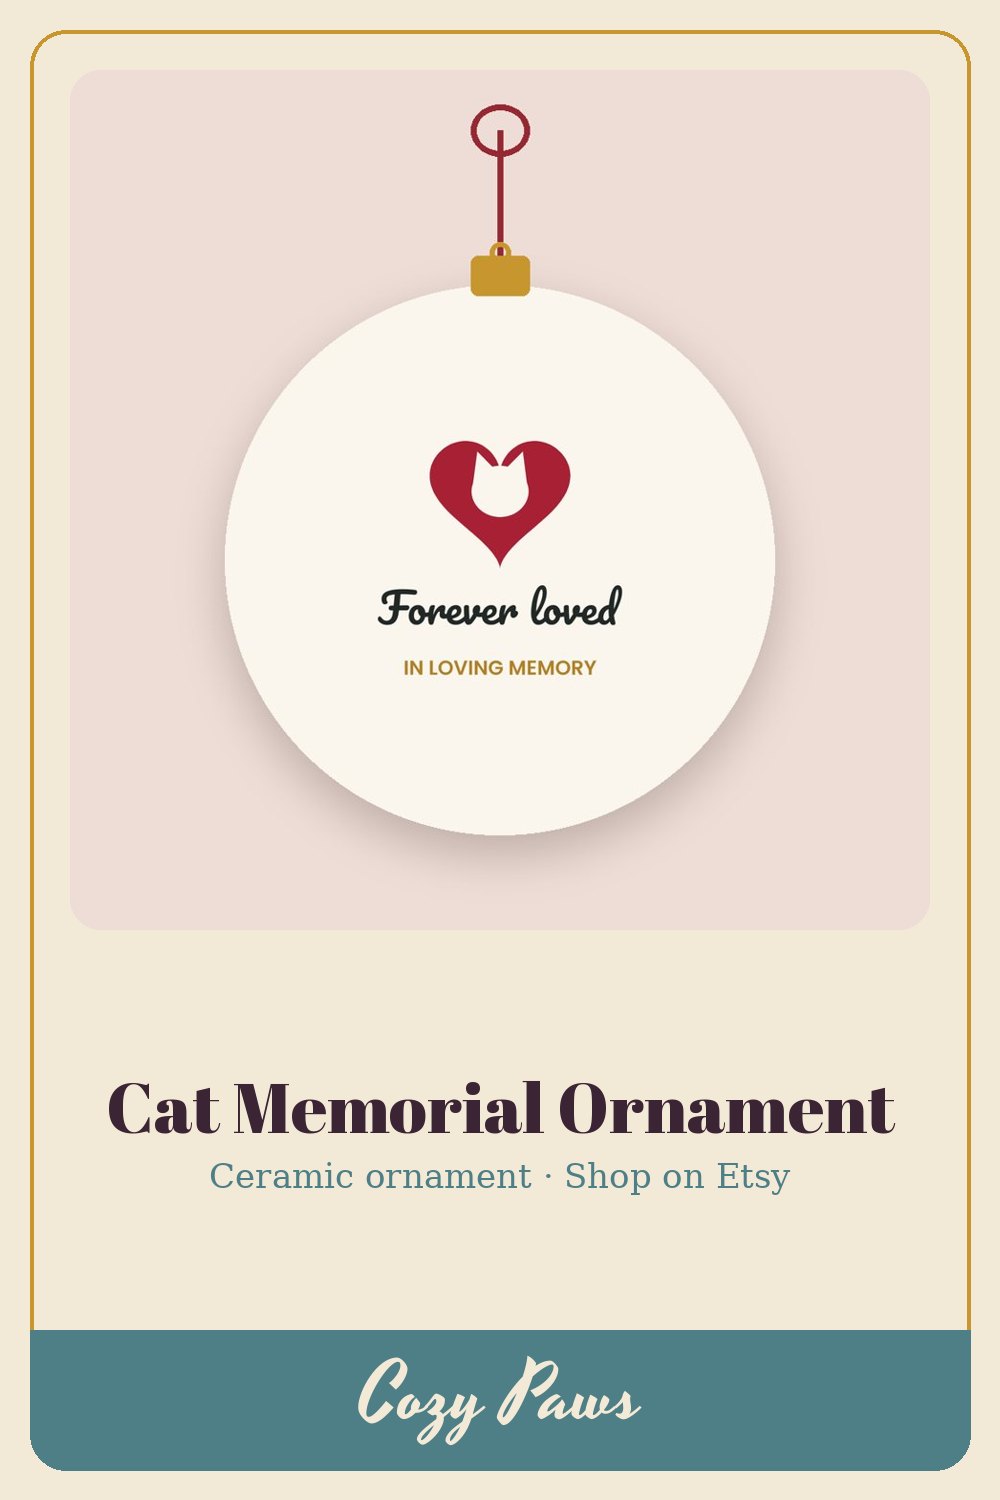 Forever loved
IN LOVING MEMORY
Cat Memorial Ornament
Ceramic ornament · Shop on Etsy
Cozy Paws